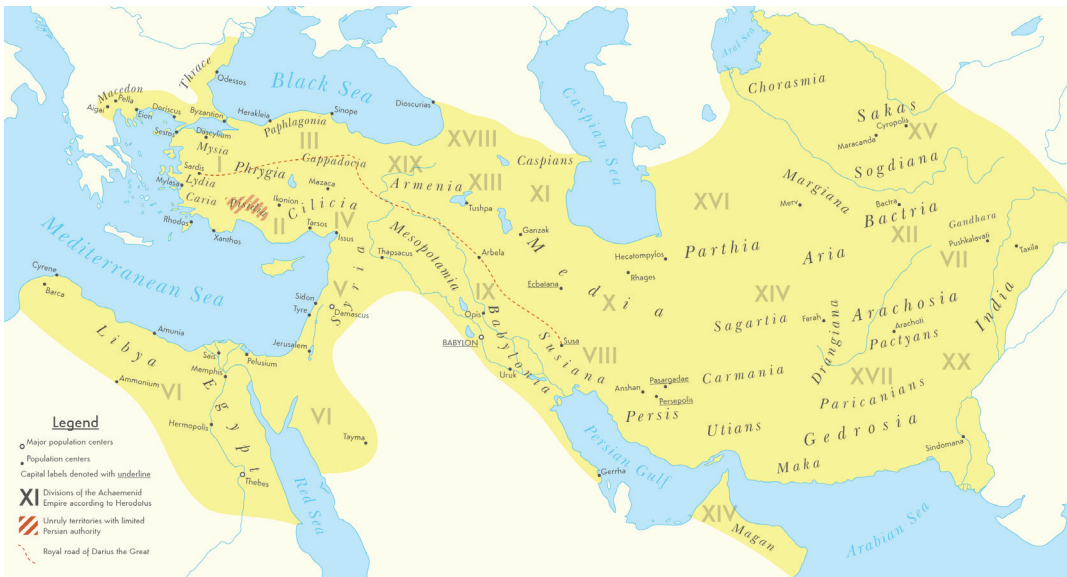 Aral Sea
Chorasmia
Thrace
Odessos
Black Sea
Caspian Sea
Macedon
Pella
Aigai
Eion
Doriscus
Byzantion
Herakleia
Sinope
Dioscurias
Sakas
Cyropolis
XV
Maracanda
Sestos
Dascylium
Paphlagonia
III
XVIII
Mysia
I
Phrygia
Cappadocia
XIX
Caspians
Sogdiana
Sardis
Lydia
Mylasa
Caria
Pisidia
Mazaca
Ikonion
Cilicia
II
IV
Armenia
XIII
XI
Tushpa
XVI
Margiana
Merv
Bactra
Bactria
XII
Gandhara
Pushkalavati
Taxila
VII
Rhodos
Xanthos
Tarsos
Issus
Ganzak
Mesopotamia
Thapsacus
Arbela
Media
Hecatompylos
Parthia
Aria
Rhages
Mediterranean Sea
Cyrene
Barca
V
Syria
Sidon
Tyre
Damascus
IX
Ecbatana
X
XIV
Sagartia
Farah
Arachosia
Aracholi
Pactyans
India
Opis
Babylonia
BABYLON
Susiana
Susa
VIII
Libya
Amunia
Jerusalem
Sais
Pelusium
Memphis
Uruk
Anshan
Pasargadae
Persepolis
Persis
Carmania
Drangiana
XVII
XX
Paricanians
VI
Ammonium
Egypt
Hermopolis
VI
Tayma
Utians
Gedrosia
Sindomana
Maka
Persian Gulf
Gerrha
Thebes
Red Sea
XIV
Magan
Arabian Sea
Legend
Major population centers
Population centers
Capital labels denoted with underline
XI Divisions of the Achaemenid
Empire according to Herodotus
Unruly territories with limited
Persian authority
Royal road of Darius the Great